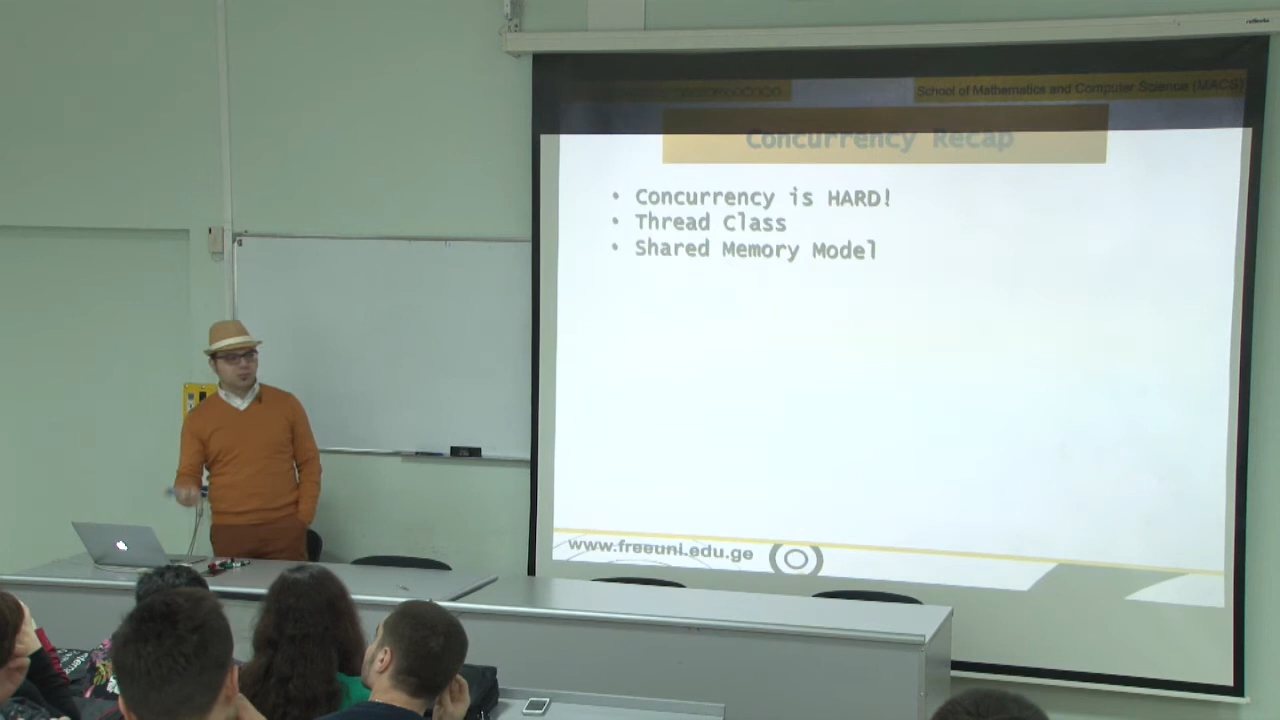 School of Mathematics and Computer Science (MACS)
Concurrency Recap
• Concurrency is HARD!
• Thread Class
• Shared Memory Model
www.freeuni.edu.ge